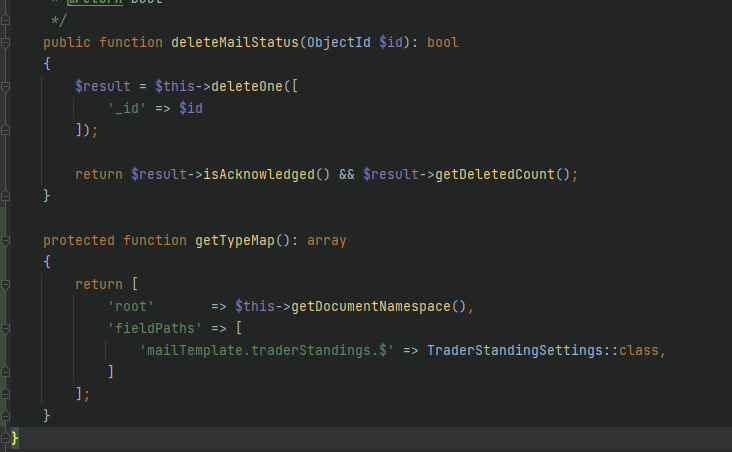 * @return bool
*/
public function deleteMailStatus(ObjectId $id): bool
{
$result = $this->deleteOne([
'_id' => $id
]);
return $result->isAcknowledged() && $result->getDeletedCount();
}
protected function getTypeMap(): array
{
return [
'root' => $this->getDocumentNamespace(),
'fieldPaths' => [
'mailTemplate.traderStandings.$' => TraderStandingSettings::class,
]
];
}
}